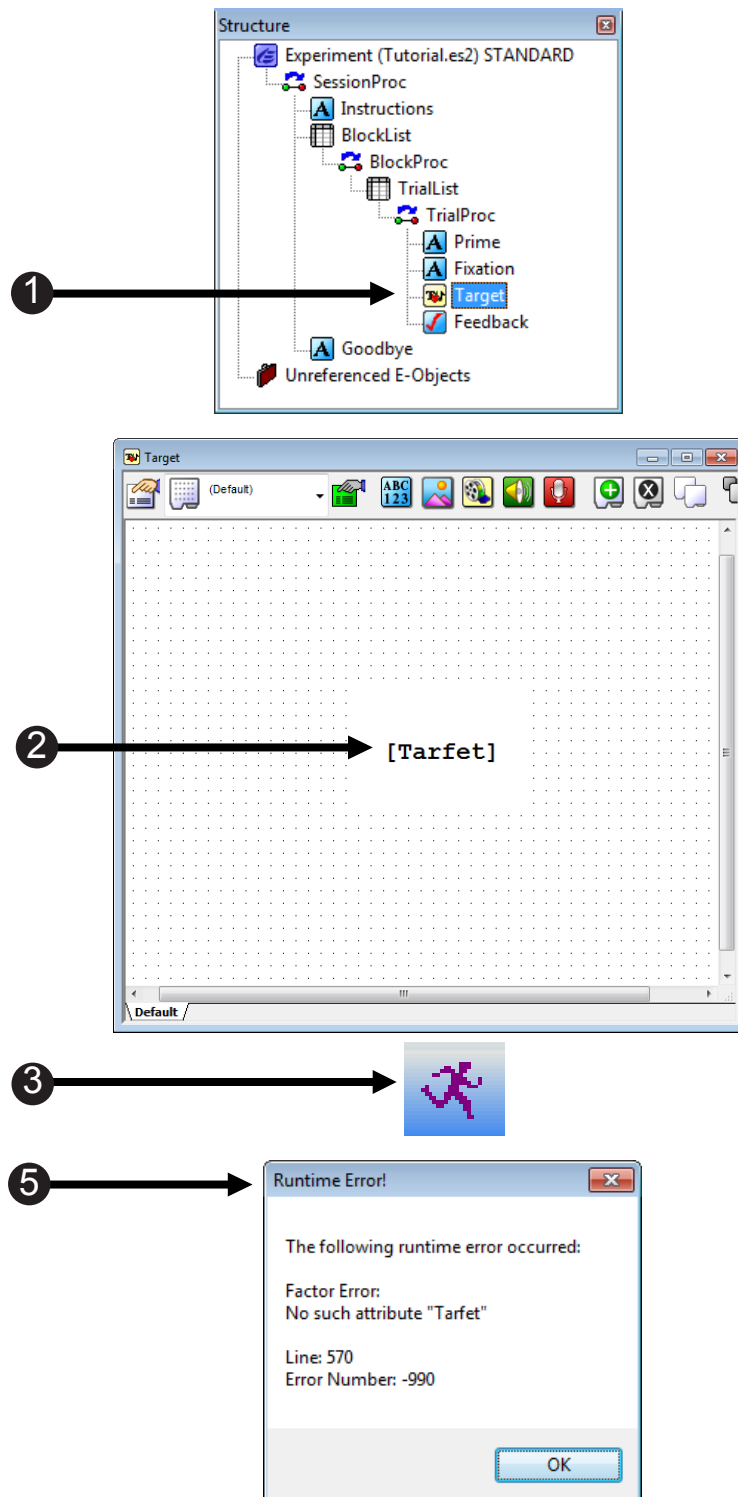 Structure
Experiment (Tutorial.es2) STANDARD
SessionProc
A Instructions
BlockList
BlockProc
TrialList
TrialProc
A Prime
A Fixation
1
Target
Feedback
A Goodbye
Unreferenced E-Objects
Target
(Default)
ABC
123
2
[Tarfet]
Default
3
5
Runtime Error!
The following runtime error occurred:
Factor Error:
No such attribute "Tarfet"
Line: 570
Error Number: -990
OK